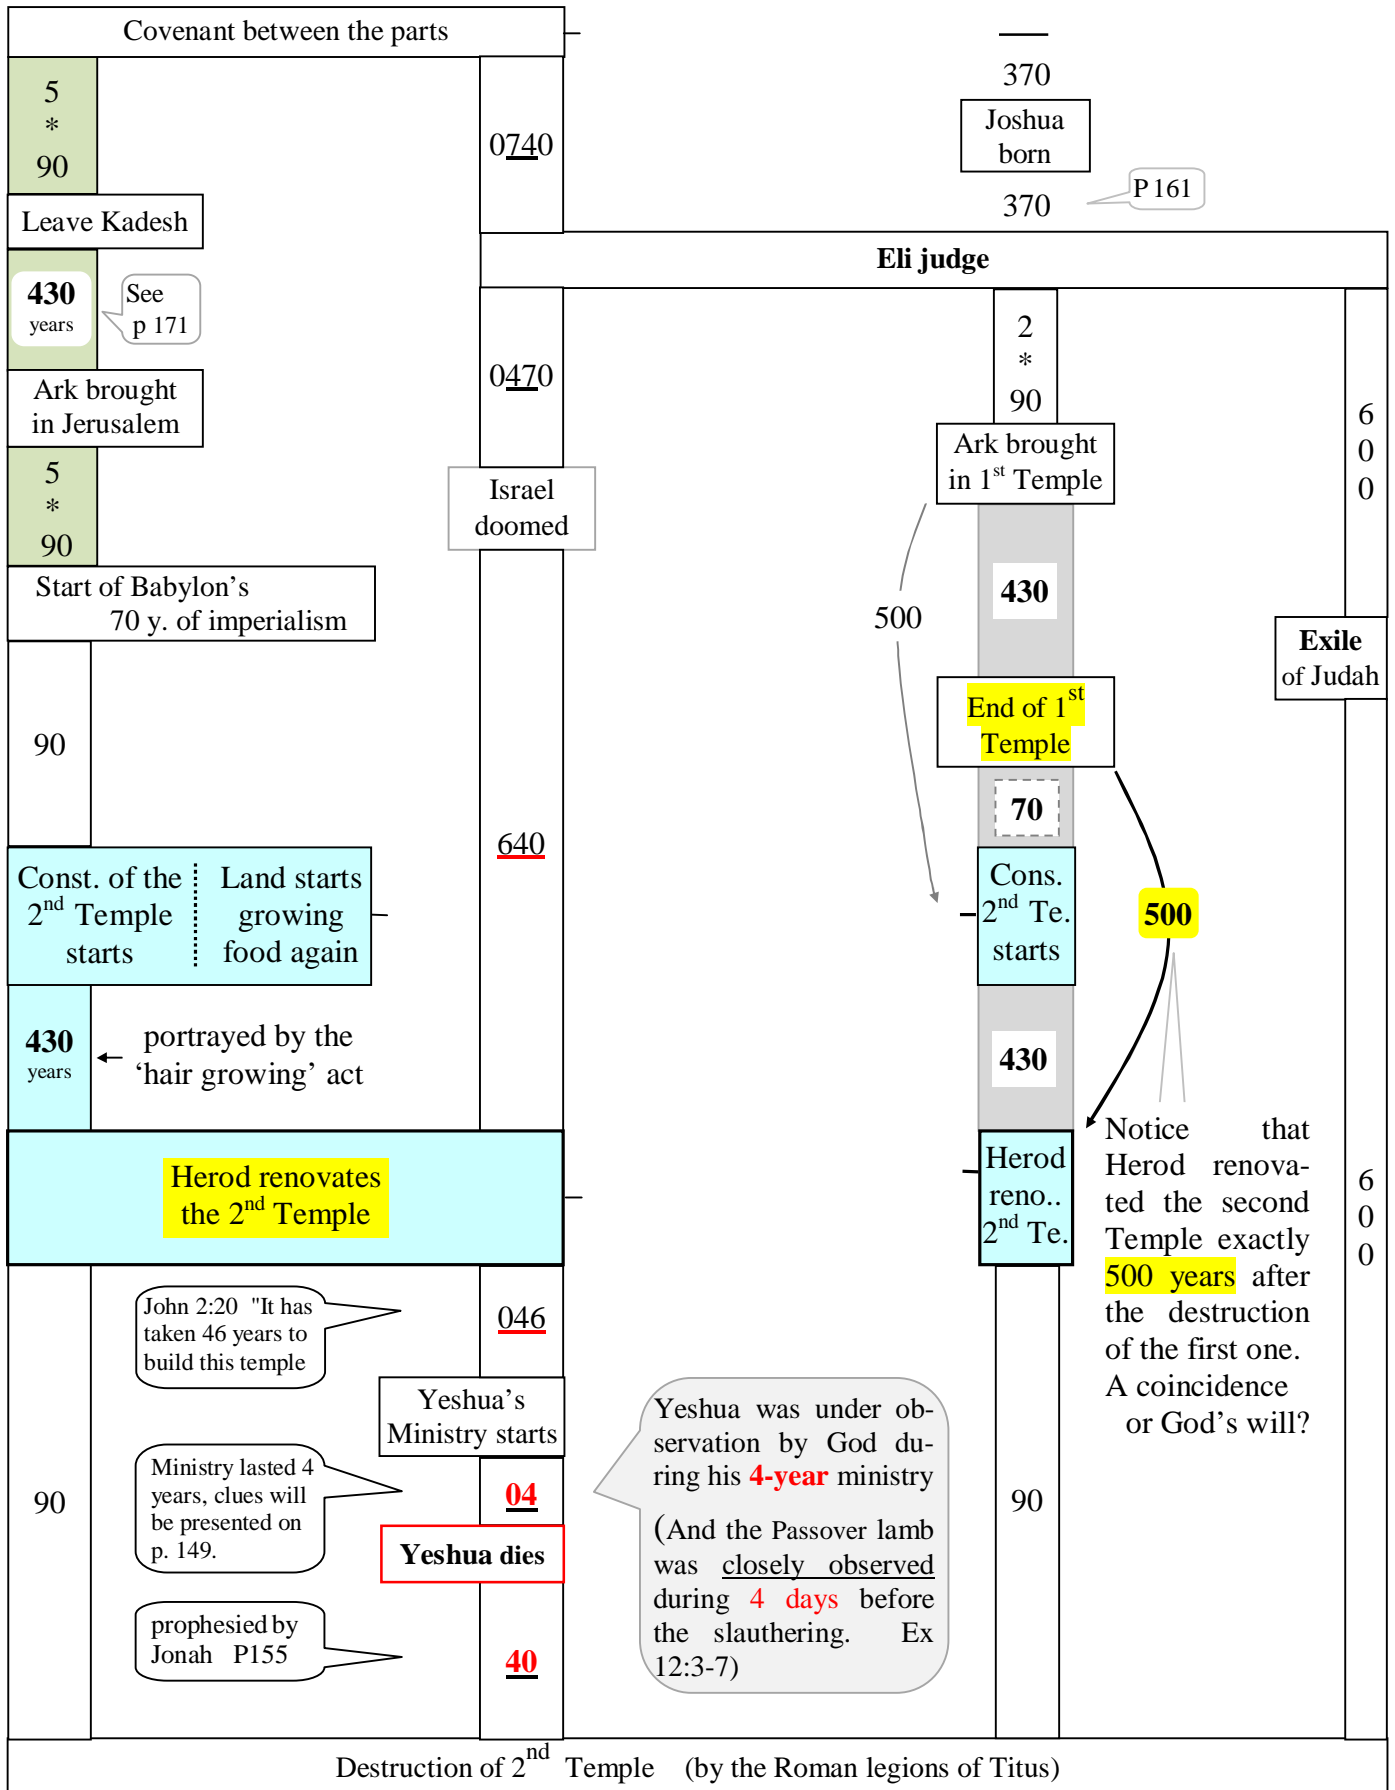 Covenant between the parts
5
*
90
Leave Kadesh
430
years
See
p 171
Ark brought
in Jerusalem
5
*
90
Start of Babylon's
70 y. of imperialism
90
Const. of the
2nd Temple
starts
Land starts
growing
food again
430
years
portrayed by the
‘hair growing’ act
Herod renovates
the 2nd Temple
90
0740
0470
Israel
doomed
640
John 2:20 "It has
taken 46 years to
build this temple
046
Yeshua’s
Ministry starts
Ministry lasted 4
years, clues will
be presented on
p. 149.
04
Yeshua dies
prophesied by
Jonah P155
40
Yeshua was under ob-
servation by God du-
ring his 4-year ministry
(And the Passover lamb
was closely observed
during 4 days before
the slauthering. Ex
12:3-7)
370
Joshua
born
370
P 161
Eli judge
2
*
90
Ark brought
in 1st Temple
500
430
End of 1st
Temple
70
Cons.
2nd Te.
starts
500
430
Herod
reno..
2nd Te.
90
Notice that
Herod renova-
ted the second
Temple exactly
500 years after
the destruction
of the first one.
A coincidence
or God’s will?
6
0
0
Exile
of Judah
6
0
0
Destruction of 2nd Temple (by the Roman legions of Titus)